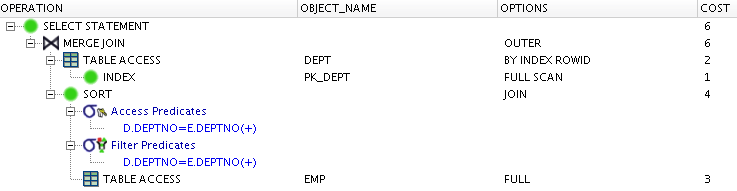 OPERATION OBJECT_NAME OPTIONS COST
SELECT STATEMENT 6
MERGE JOIN OUTER 6
TABLE ACCESS DEPT BY INDEX ROWID 2
INDEX PK_DEPT FULL SCAN 1
SORT JOIN 4
Access Predicates
D.DEPTNO=E.DEPTNO(+)
Filter Predicates
D.DEPTNO=E.DEPTNO(+)
TABLE ACCESS EMP FULL 3